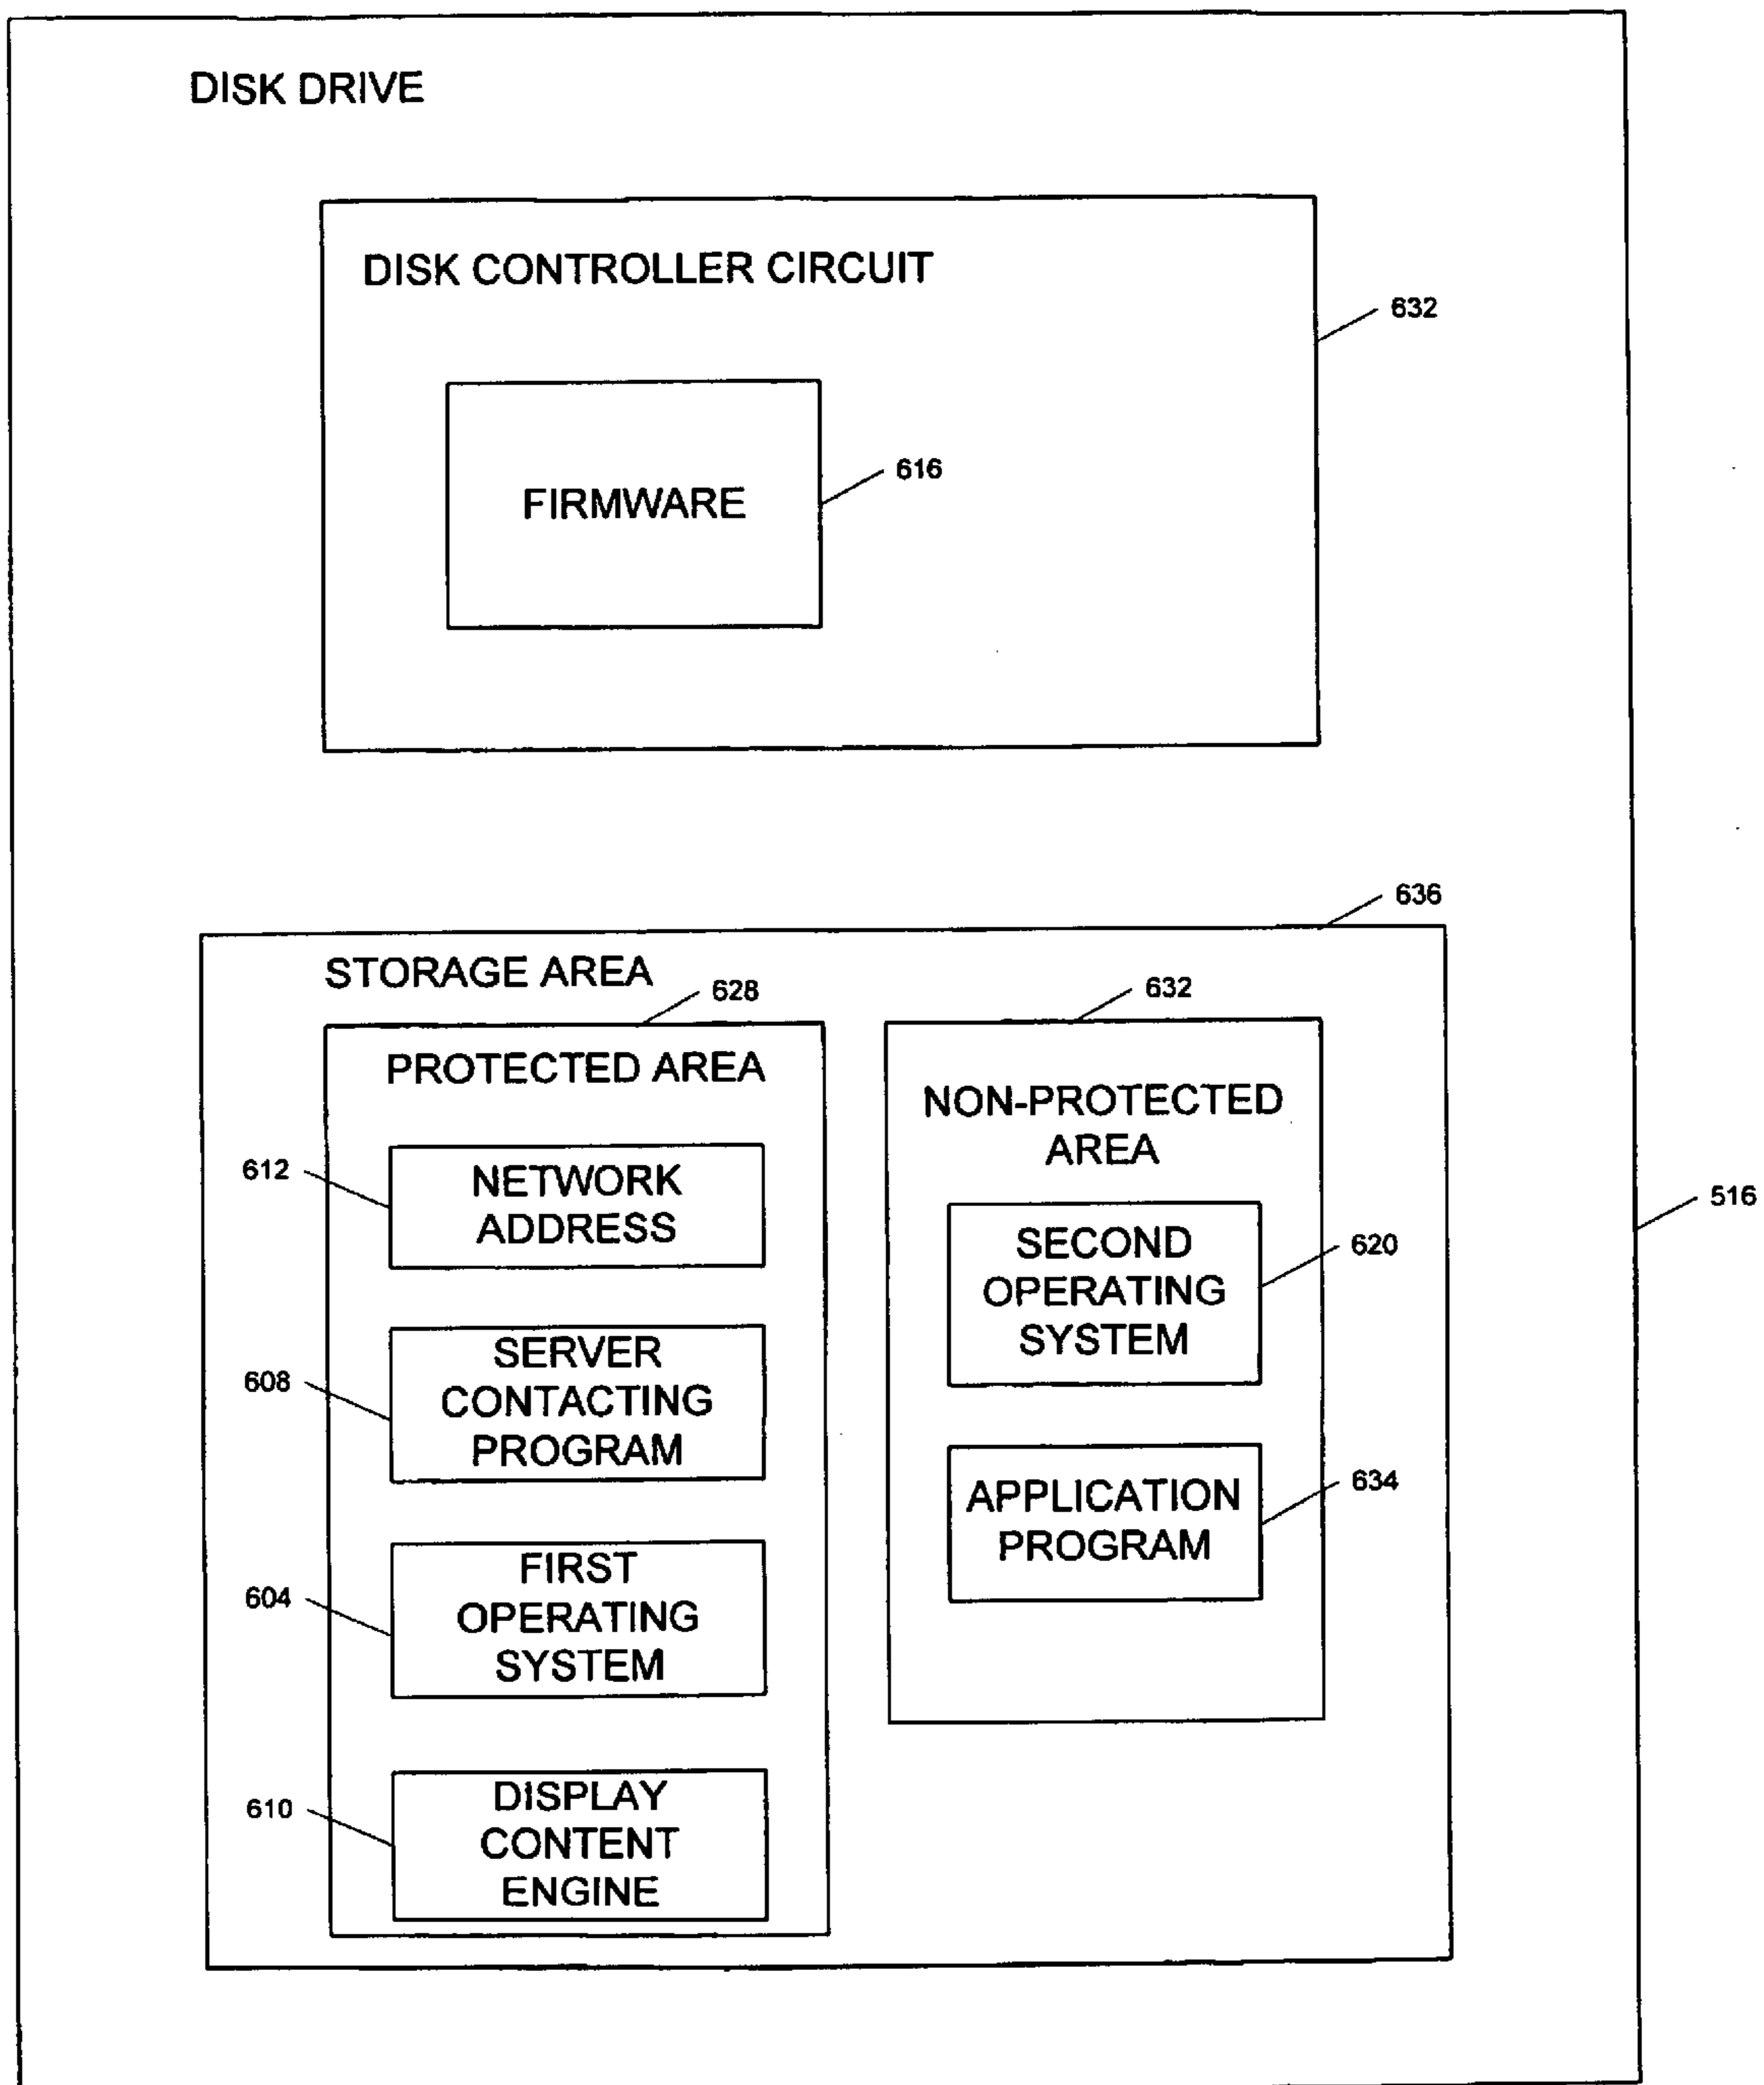 DISK DRIVE
DISK CONTROLLER CIRCUIT
632
FIRMWARE
616
636
STORAGE AREA
628
632
PROTECTED AREA
NON-PROTECTED
AREA
612
NETWORK
ADDRESS
516
SECOND
OPERATING
SYSTEM
620
608
SERVER
CONTACTING
PROGRAM
APPLICATION
PROGRAM
634
604
FIRST
OPERATING
SYSTEM
610
DISPLAY
CONTENT
ENGINE